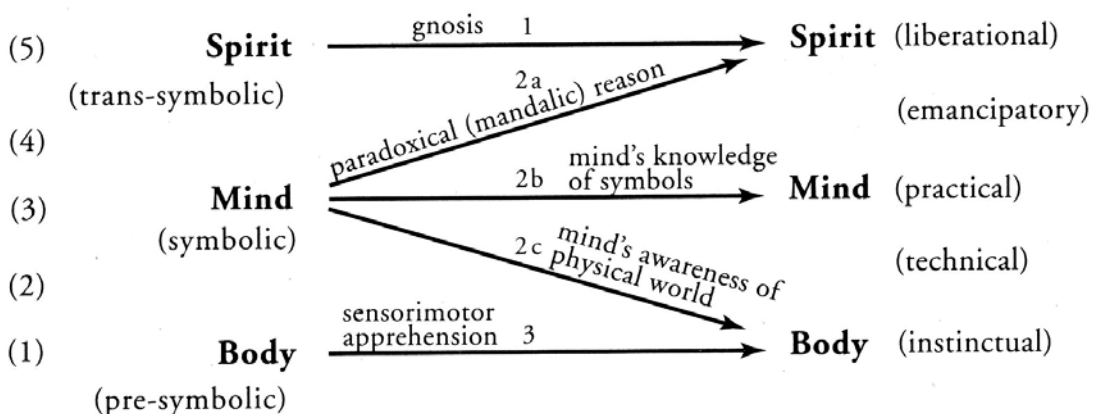 gnosis 1
(5) Spirit Spirit (liberational)
2a
(trans-symbolic) paradoxical (mandalic) reason (emancipatory)
(4)
mind's knowledge
2b of symbols
(3) Mind Mind (practical)
(symbolic)
2c mind's awareness of
physical world (technical)
(2)
sensorimotor
apprehension 3
(1) Body Body (instinctual)
(pre-symbolic)